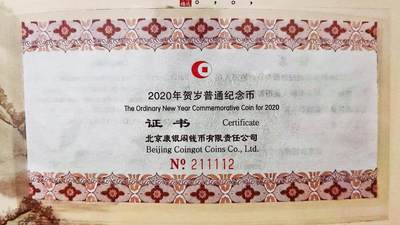 2020年贺岁普通纪念币
The Ordinary New Year Commemorative Coin for 2020
证 书 Certificate
北京康银阁钱币有限责任公司
Beijing Coingot Coins Co., Ltd.
№ 211112